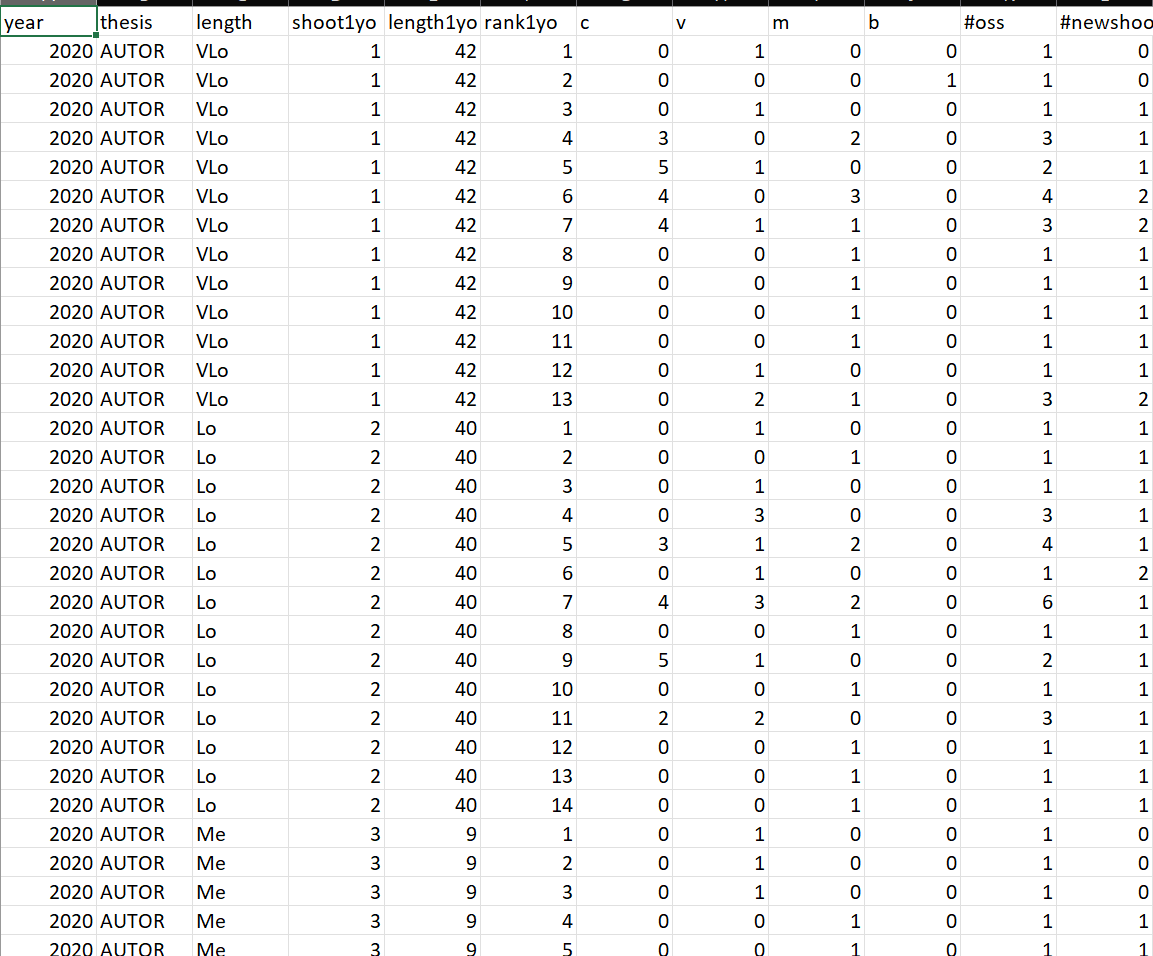 year thesis length shoot1yo length1yo rank1yo c v m b #oss #newshoo
2020 AUTOR VLo 1 42 1 0 1 0 0 1 0
2020 AUTOR VLo 1 42 2 0 0 0 1 1 0
2020 AUTOR VLo 1 42 3 0 1 0 0 1 1
2020 AUTOR VLo 1 42 4 3 0 2 0 3 1
2020 AUTOR VLo 1 42 5 5 1 0 0 2 1
2020 AUTOR VLo 1 42 6 4 0 3 0 4 2
2020 AUTOR VLo 1 42 7 4 1 1 0 3 2
2020 AUTOR VLo 1 42 8 0 0 1 0 1 1
2020 AUTOR VLo 1 42 9 0 0 1 0 1 1
2020 AUTOR VLo 1 42 10 0 0 1 0 1 1
2020 AUTOR VLo 1 42 11 0 0 1 0 1 1
2020 AUTOR VLo 1 42 12 0 1 0 0 1 1
2020 AUTOR VLo 1 42 13 0 2 1 0 3 2
2020 AUTOR Lo 2 40 1 0 1 0 0 1 1
2020 AUTOR Lo 2 40 2 0 0 1 0 1 1
2020 AUTOR Lo 2 40 3 0 1 0 0 1 1
2020 AUTOR Lo 2 40 4 0 3 0 0 3 1
2020 AUTOR Lo 2 40 5 3 1 2 0 4 1
2020 AUTOR Lo 2 40 6 0 1 0 0 1 2
2020 AUTOR Lo 2 40 7 4 3 2 0 6 1
2020 AUTOR Lo 2 40 8 0 0 1 0 1 1
2020 AUTOR Lo 2 40 9 5 1 0 0 2 1
2020 AUTOR Lo 2 40 10 0 0 1 0 1 1
2020 AUTOR Lo 2 40 11 2 2 0 0 3 1
2020 AUTOR Lo 2 40 12 0 0 1 0 1 1
2020 AUTOR Lo 2 40 13 0 0 1 0 1 1
2020 AUTOR Lo 2 40 14 0 0 1 0 1 1
2020 AUTOR Me 3 9 1 0 1 0 0 1 0
2020 AUTOR Me 3 9 2 0 1 0 0 1 0
2020 AUTOR Me 3 9 3 0 1 0 0 1 0
2020 AUTOR Me 3 9 4 0 0 1 0 1 1
2020 AUTOR Me 3 9 5 0 0 1 0 1 1